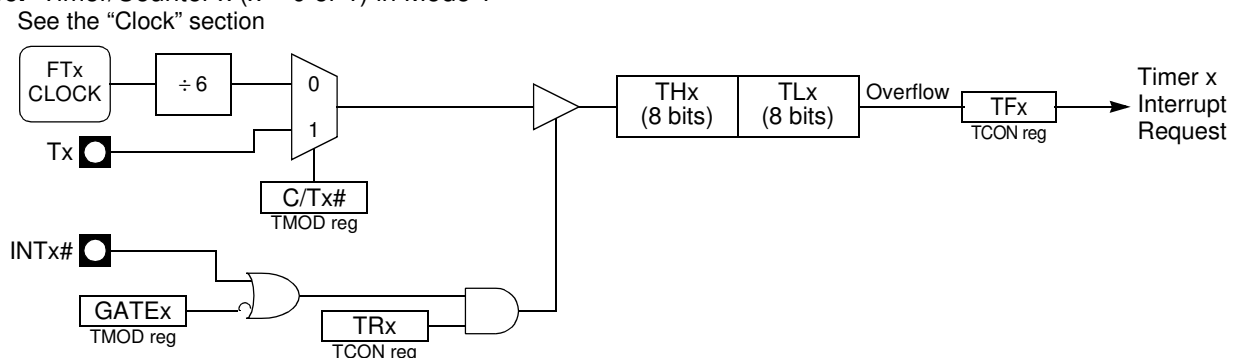 See the “Clock” section
FTx
CLOCK
÷ 6
0
1
Tx
C/Tx#
TMOD reg
THx
(8 bits)
TLx
(8 bits)
Overflow
TFx
TCON reg
Timer x
Interrupt
Request
INTx#
GATEx
TMOD reg
TRx
TCON reg